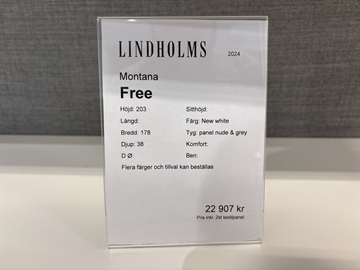 LINDHOLMS 2024
Montana
Free
Höjd: 203 Sitthöjd:
Längd: Färg: New white
Bredd: 178 Tyg: panel nude & grey
Djup: 38 Komfort:
D Ø: Ben:
Flera färger och tillval kan beställas
22 907 kr
Pris inkl. 2st textilpanel